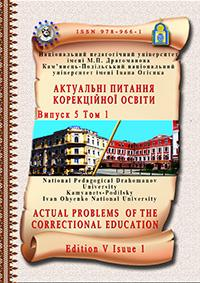 ISSN 978-966-1
Національний педагогічний університет
імені М.П. Драгоманова
Кам'янець-Подільський національний
університет імені Івана Огієнка
АКТУАЛЬНІ ПИТАННЯ
КОРЕКЦІЙНОЇ ОСВІТИ
Випуск 5 Том 1
National Pedagogical Drahomanov
University
Kamyanets-Podilsky
Ivan Ohyenko National University
ACTUAL PROBLEMS OF THE
CORRECTIONAL EDUCATION
Edition V Isuue 1